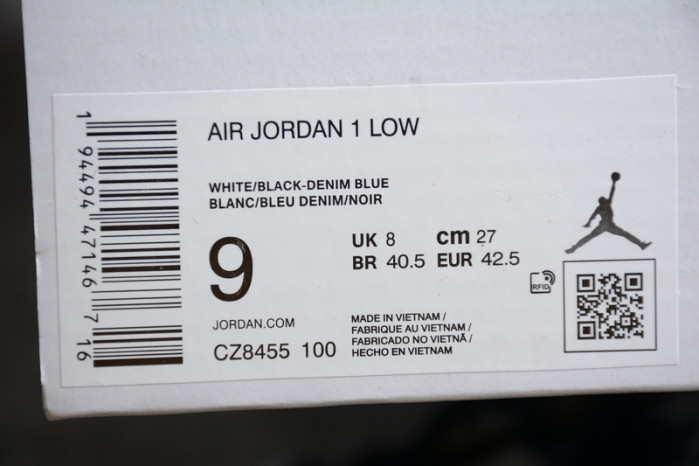 1 94494 47146 7 16
AIR JORDAN 1 LOW
WHITE/BLACK-DENIM BLUE
BLANC/BLEU DENIM/NOIR
9
UK 8 cm 27
BR 40.5 EUR 42.5
RFID
JORDAN.COM
CZ8455 100
MADE IN VIETNAM /
FABRIQUE AU VIETNAM /
FABRICADO NO VIETNÃ /
HECHO EN VIETNAM